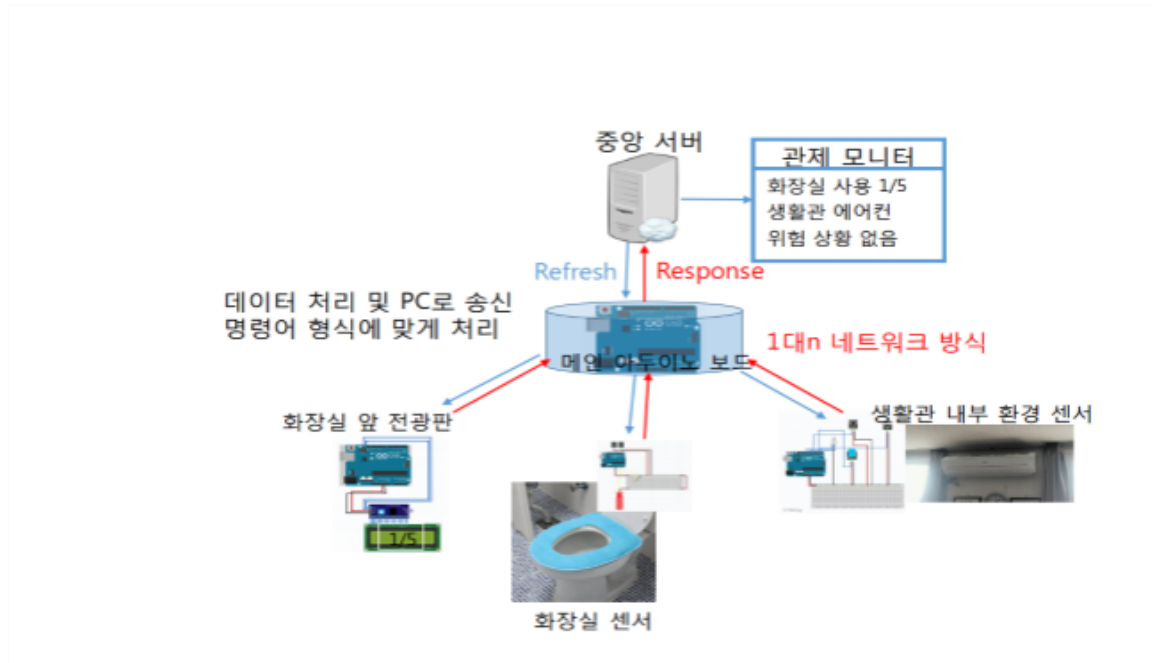 중앙 서버
관제 모니터
화장실 사용 1/5
생활관 에어컨
위험 상황 없음
Refresh
Response
데이터 처리 및 PC로 송신
명령어 형식에 맞게 처리
메인 아두이노 보드
1대n 네트워크 방식
화장실 앞 전광판
생활관 내부 환경 센서
1/5
화장실 센서